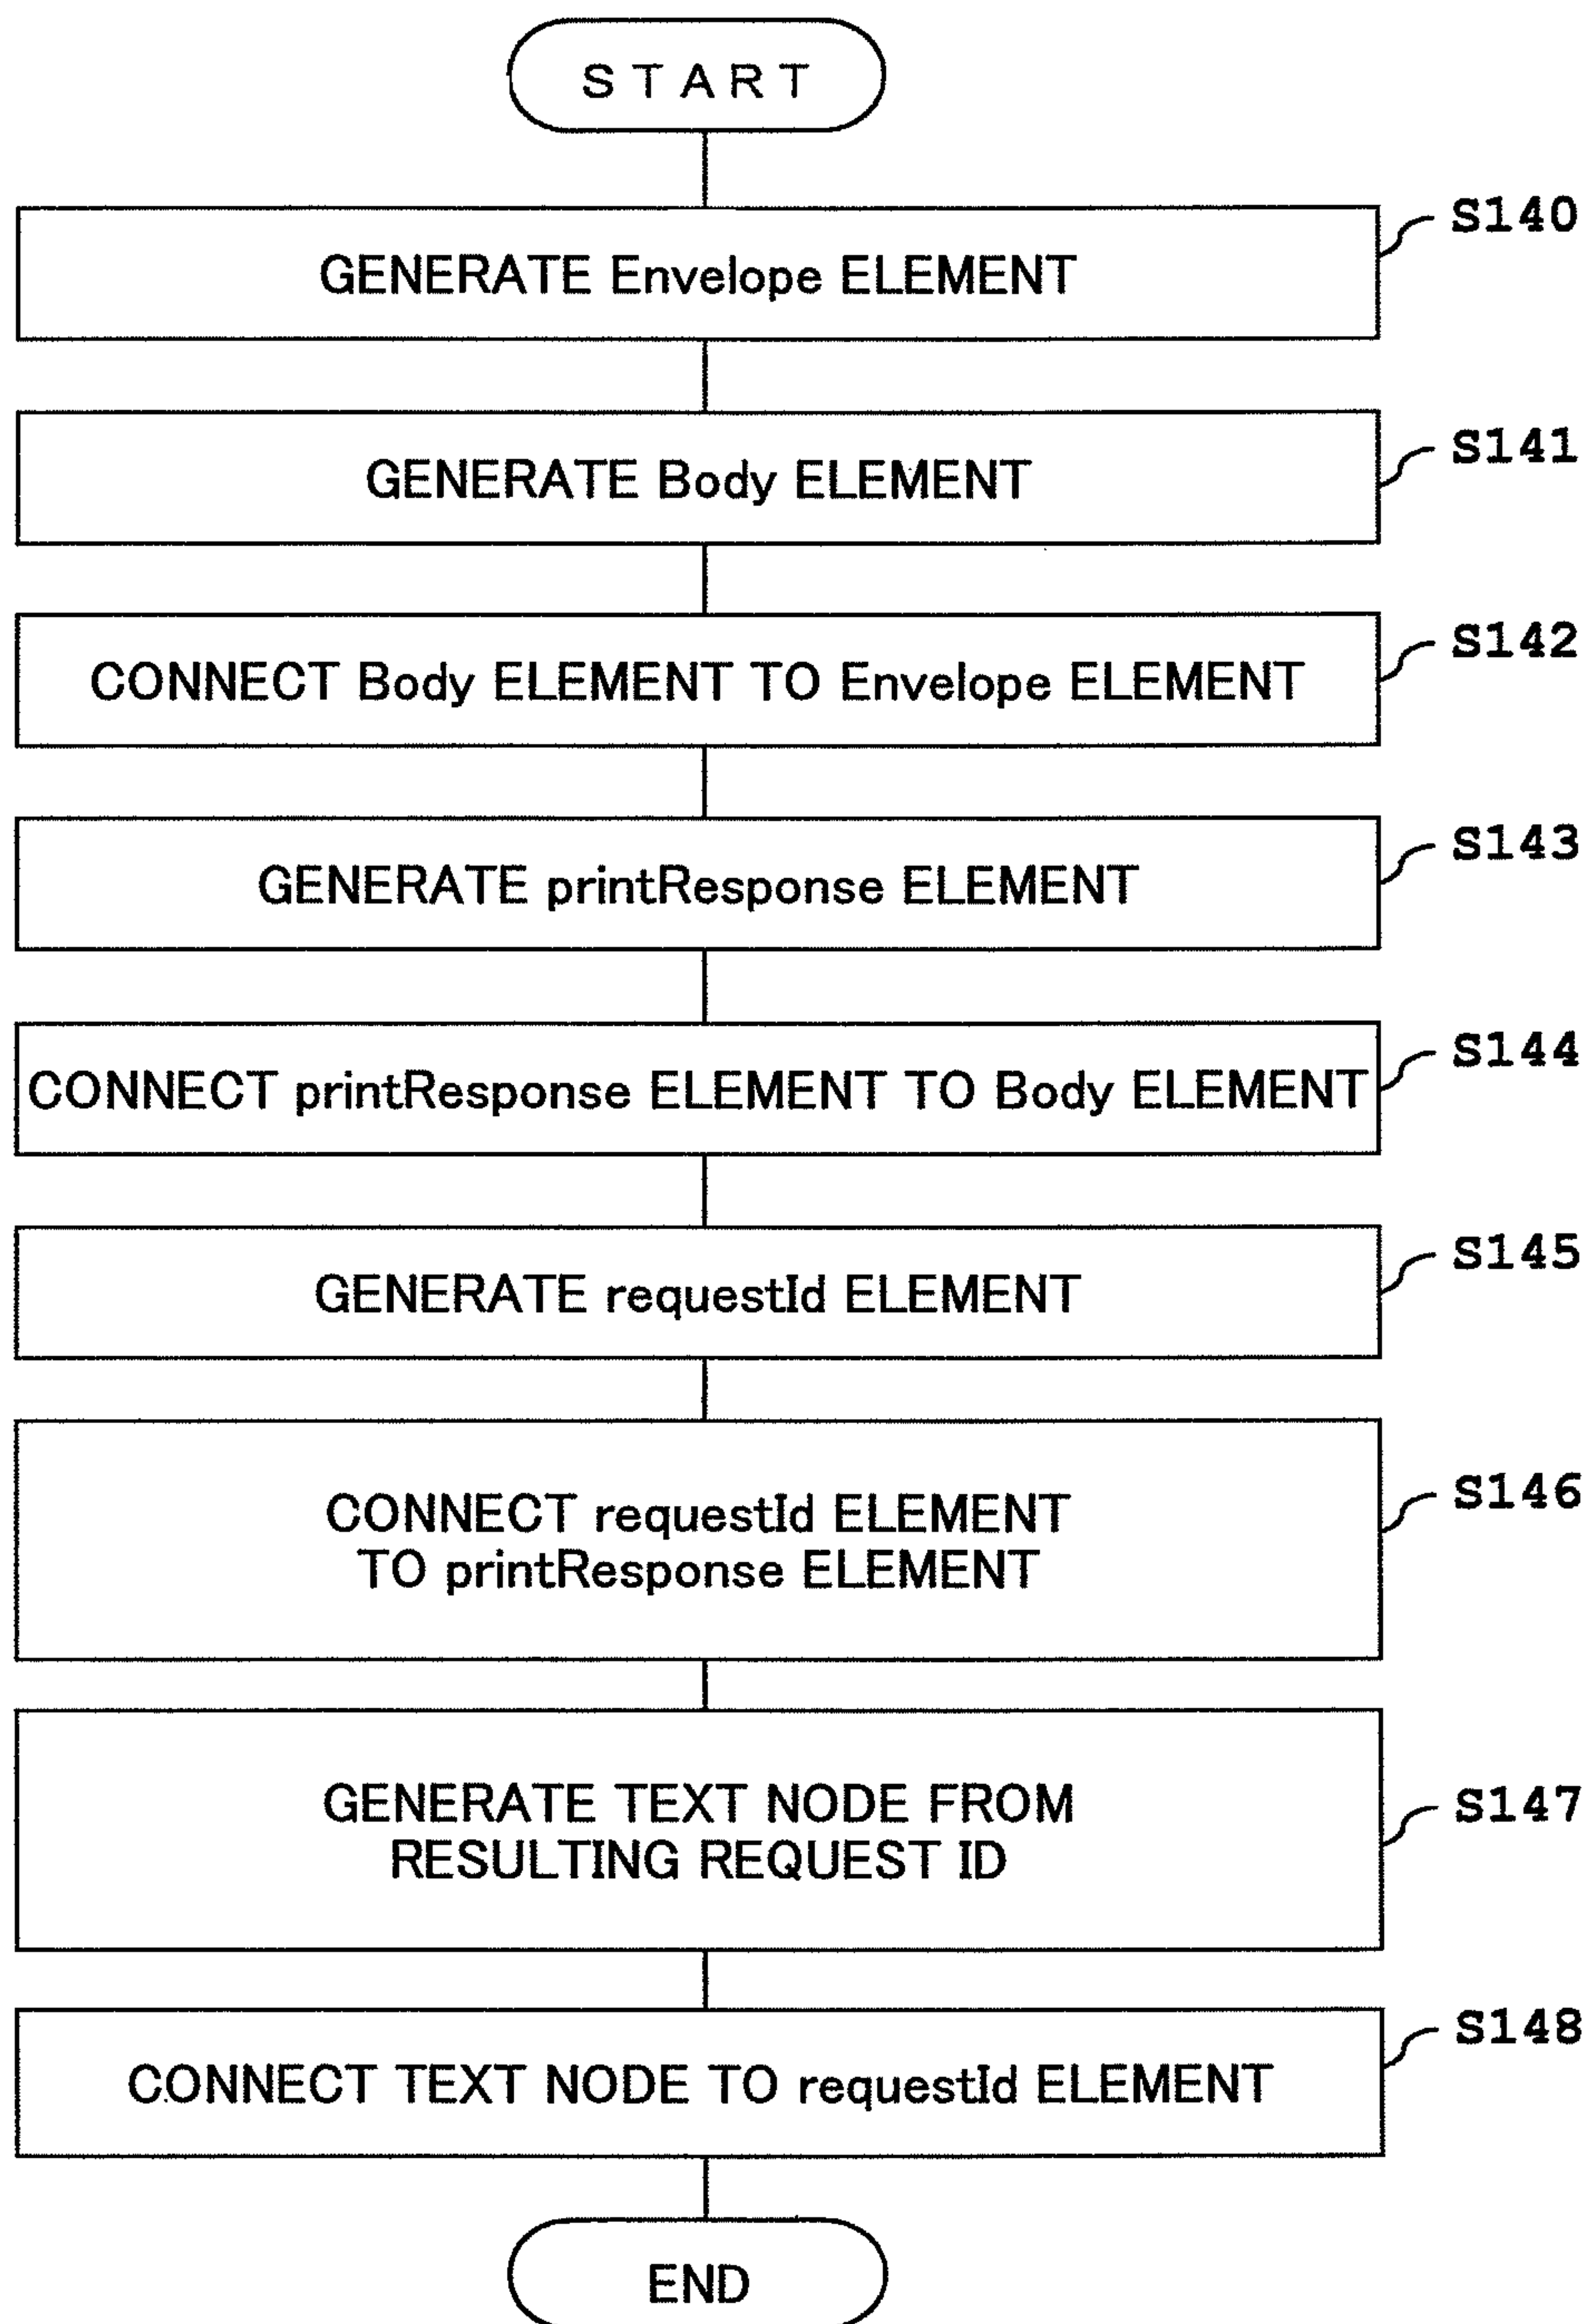 START
S140
GENERATE Envelope ELEMENT
S141
GENERATE Body ELEMENT
S142
CONNECT Body ELEMENT TO Envelope ELEMENT
S143
GENERATE printResponse ELEMENT
S144
CONNECT printResponse ELEMENT TO Body ELEMENT
S145
GENERATE requestId ELEMENT
S146
CONNECT requestId ELEMENT
TO printResponse ELEMENT
S147
GENERATE TEXT NODE FROM
RESULTING REQUEST ID
S148
CONNECT TEXT NODE TO requestId ELEMENT
END